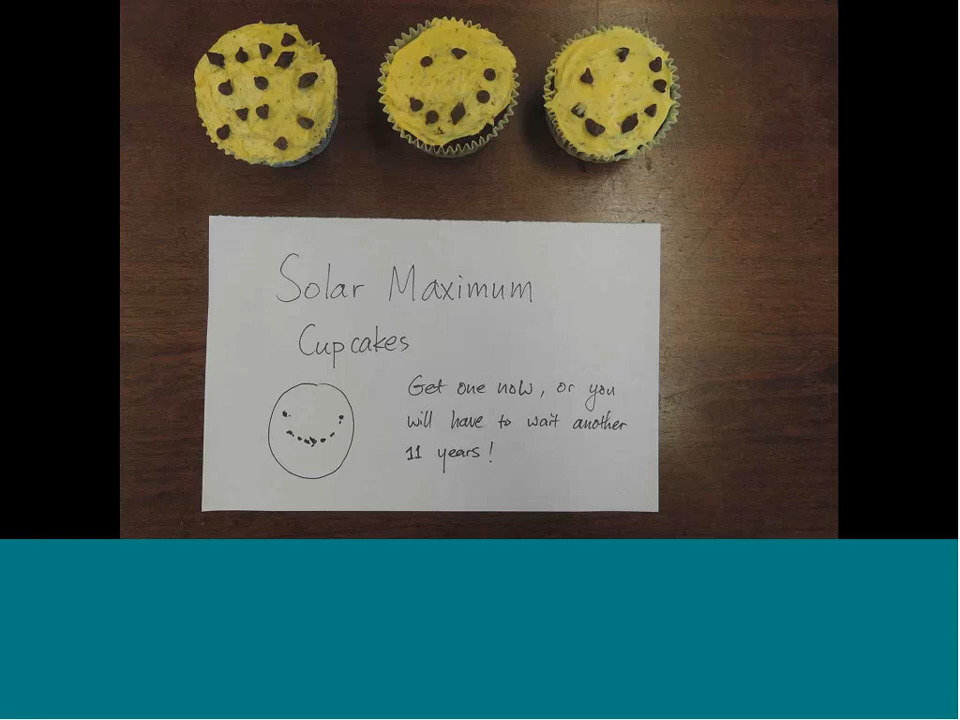 Solar Maximum
Cupcakes
Get one now, or you
will have to wait another
11 years!